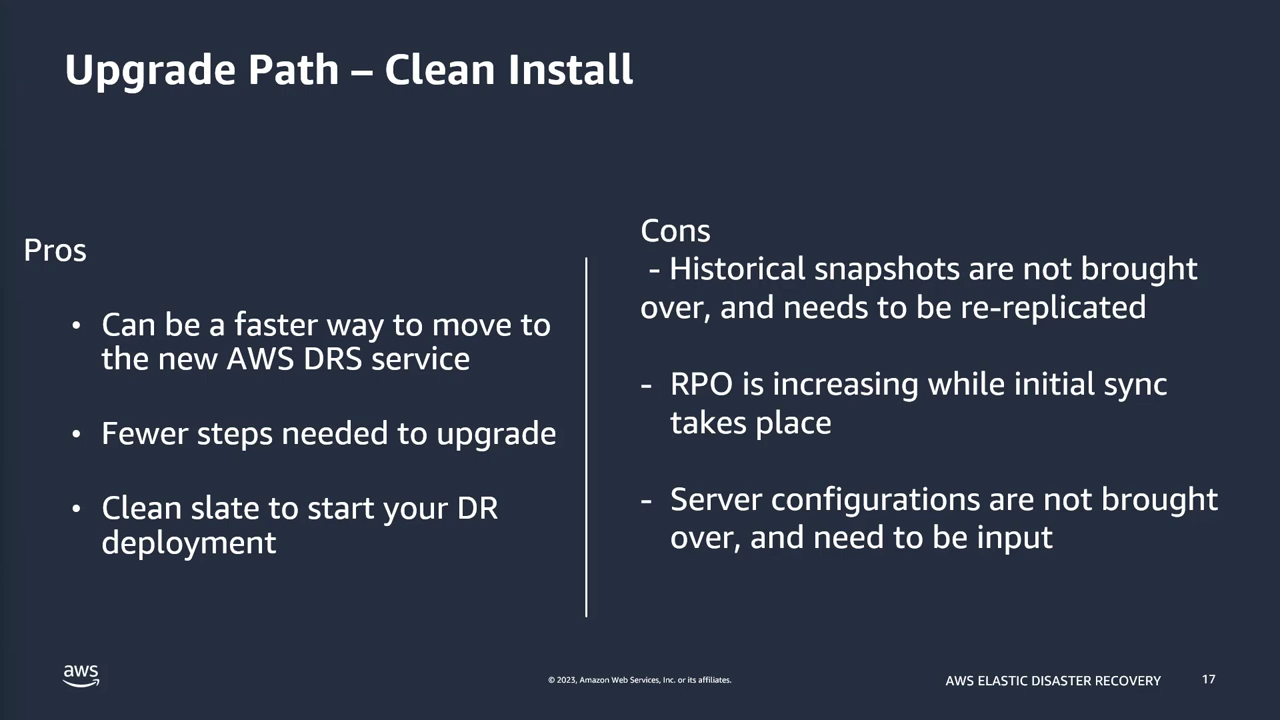 Upgrade Path – Clean Install
Pros
• Can be a faster way to move to
the new AWS DRS service
• Fewer steps needed to upgrade
• Clean slate to start your DR
deployment
Cons
- Historical snapshots are not brought
over, and needs to be re-replicated
- RPO is increasing while initial sync
takes place
- Server configurations are not brought
over, and need to be input
aws
© 2023, Amazon Web Services, Inc. or its affiliates.
AWS ELASTIC DISASTER RECOVERY
17